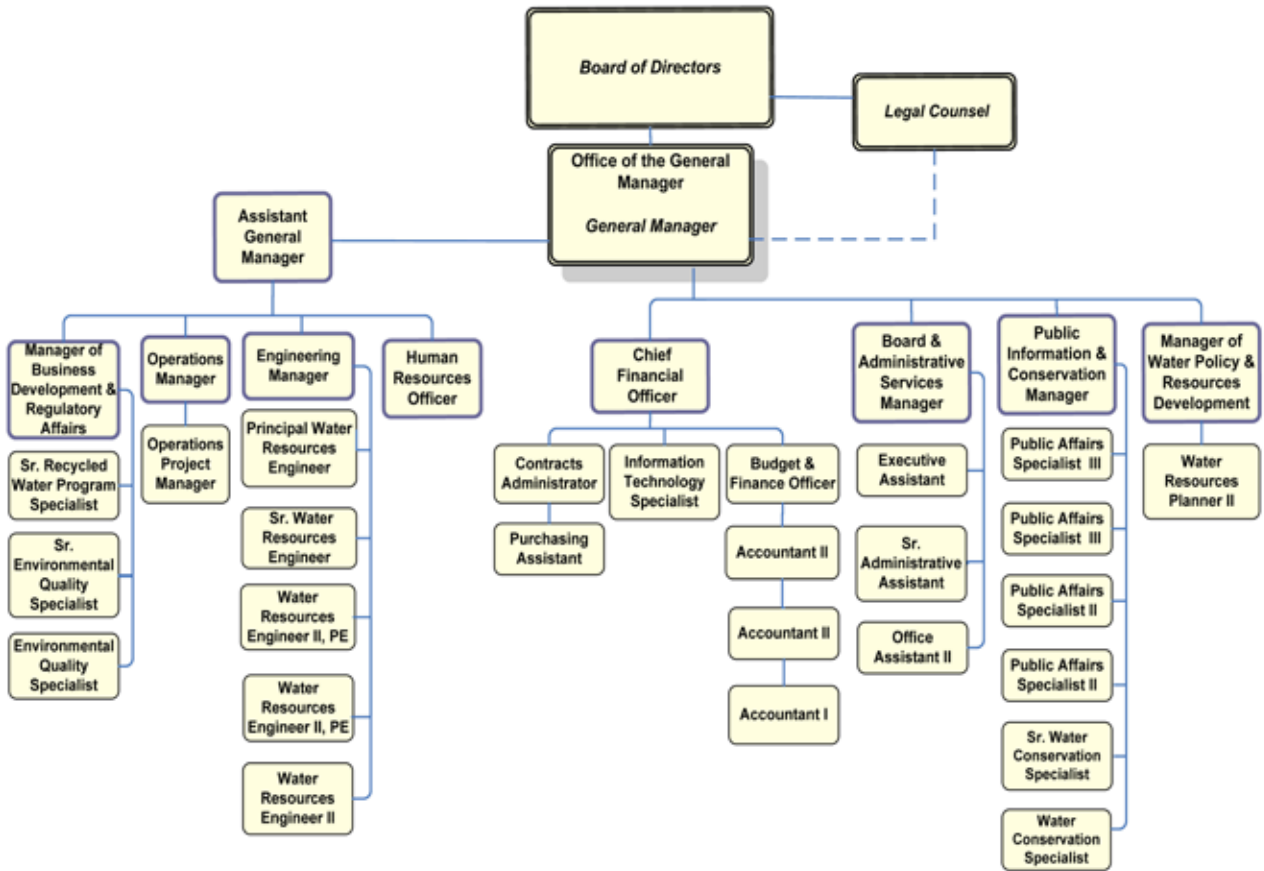 Board of Directors
Legal Counsel
Office of the General
Manager
General Manager
Assistant
General
Manager
Manager of
Business
Development &
Regulatory
Affairs
Sr. Recycled
Water Program
Specialist
Sr.
Environmental
Quality
Specialist
Environmental
Quality
Specialist
Operations
Manager
Operations
Project
Manager
Engineering
Manager
Principal Water
Resources
Engineer
Sr. Water
Resources
Engineer
Water
Resources
Engineer II, PE
Water
Resources
Engineer II, PE
Water
Resources
Engineer II
Human
Resources
Officer
Chief
Financial
Officer
Contracts
Administrator
Purchasing
Assistant
Information
Technology
Specialist
Budget &
Finance Officer
Accountant II
Accountant II
Accountant I
Board &
Administrative
Services
Manager
Executive
Assistant
Sr.
Administrative
Assistant
Office
Assistant II
Public
Information &
Conservation
Manager
Public Affairs
Specialist III
Public Affairs
Specialist III
Public Affairs
Specialist II
Public Affairs
Specialist II
Sr. Water
Conservation
Specialist
Water
Conservation
Specialist
Manager of
Water Policy &
Resources
Development
Water
Resources
Planner II